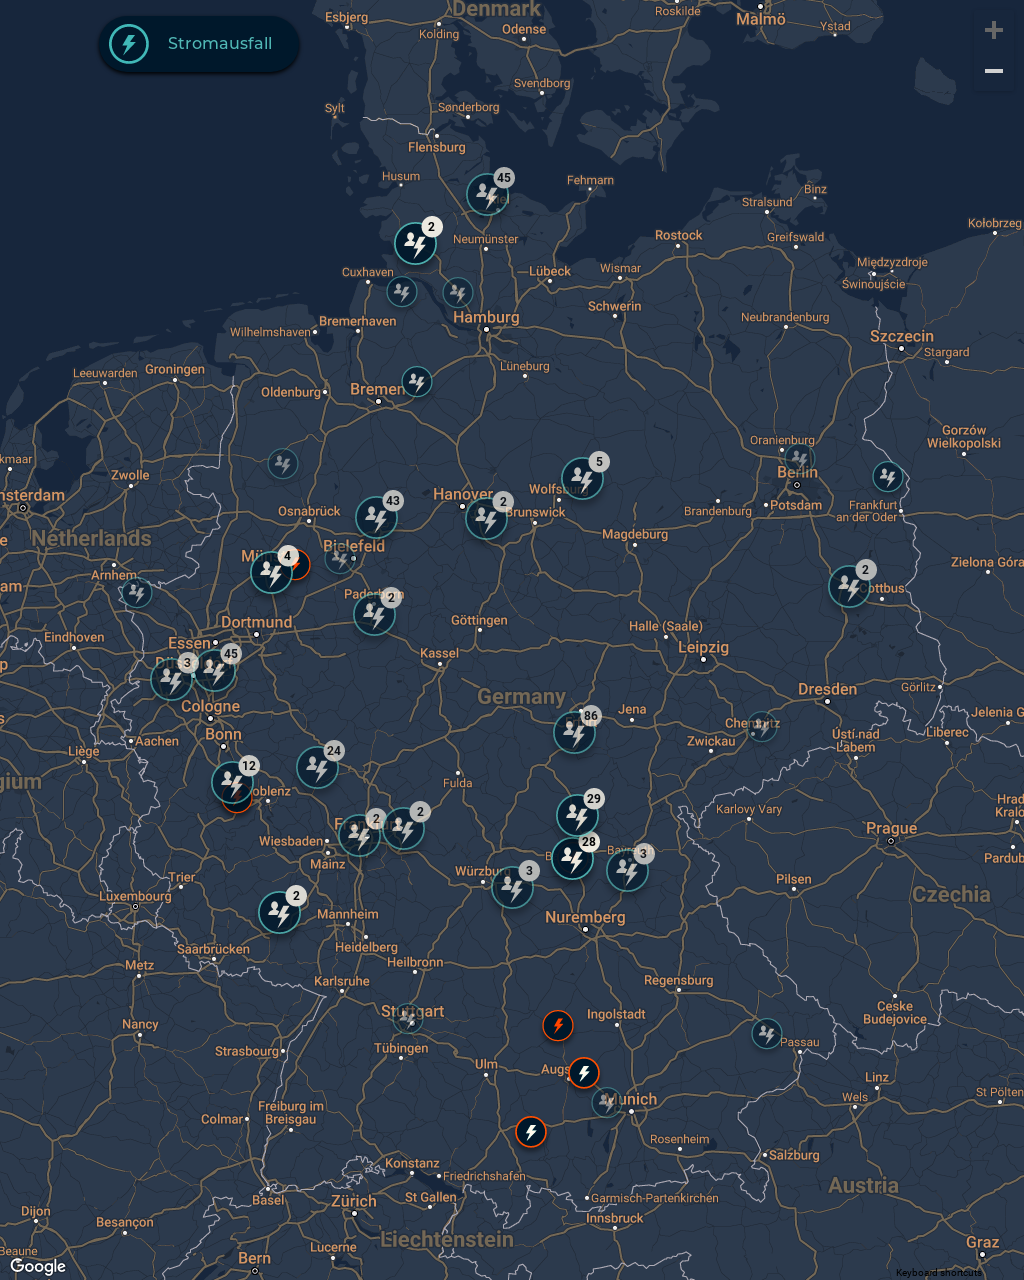 Denmark
Esbjerg
Kolding
Odense
Roskilde
Malmö
Ystad
Stromausfall
Svendborg
Sylt
Sønderborg
Flensburg
Husum
45
Fehmarn
Binz
Stralsund
2
Neumünster
Rostock
Greifswald
Kołobrzeg
Cuxhaven
Lübeck
Wismar
Międzyzdroje
Świnoujście
Schwerin
Hamburg
Bremerhaven
Wilhelmshaven
Neubrandenburg
Szczecin
Stargard
Leeuwarden
Groningen
Lüneburg
Oldenburg
Bremen
Gorzów
Wielkopolski
Oranienburg
kmaar
Zwolle
5
Berlin
nsterdam
Hanover
Wolfsburg
2
43
Osnabrück
Brunswick
Brandenburg
Potsdam
Frankfurt
an der Oder
Netherlands
Magdeburg
Bielefeld
4
Arnhem
Zielona Góra
am
Paderborn
2
2
Cottbus
Dortmund
Göttingen
Halle (Saale)
Eindhoven
Essen
Kassel
Leipzig
3
45
Germany
Dresden
Görlitz
Cologne
Jena
86
Chemnitz
Jelenia G
Bonn
Aachen
Zwickau
Ústí nad
Labem
Liberec
Liège
24
12
gium
Koblenz
Fulda
29
Karlovy Vary
Hrad
Králo
2
2
Frankfurt
Wiesbaden
Mainz
28
Prague
3
Bayreuth
Pardub
Trier
Würzburg
3
Pilsen
Luxembourg
2
Czechia
Mannheim
Nuremberg
Saarbrücken
Heidelberg
Metz
Heilbronn
Karlsruhe
Regensburg
Ceske
Budejovice
Nancy
Stuttgart
Ingolstadt
Strasbourg
Tübingen
Passau
Ulm
Augs
Linz
Wels
St Pölten
Colmar
Freiburg im
Breisgau
Munich
Rosenheim
Salzburg
Konstanz
Friedrichshafen
Austria
Basel
Zürich
St Gallen
Garmisch-Partenkirchen
Dijon
Besançon
Innsbruck
Liechtenstein
Beaune
Bern
Lucerne
Graz
Google
Keyboard shortcuts